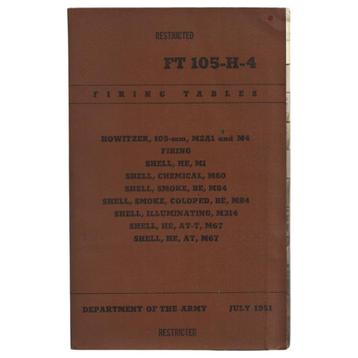 RESTRICTED
FT 105-H-4
FIRING TABLES
HOWITZER, 105-mm, M2A1 and M4
FIRING
SHELL, HE, M1
SHELL, CHEMICAL, M60
SHELL, SMOKE, BE, M84
SHELL, SMOKE, COLORED, BE, M84
SHELL, ILLUMINATING, M314
SHELL, HE, AT-T, M67
SHELL, HE, AT, M67
DEPARTMENT OF THE ARMY JULY 1951
RESTRICTED